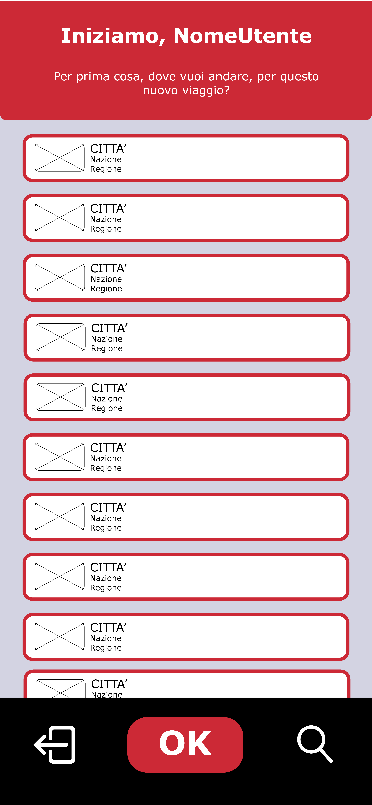 Iniziamo, NomeUtente
Per prima cosa, dove vuoi andare, per questo
nuovo viaggio?
CITTA’
Nazione
Regione
CITTA’
Nazione
Regione
CITTA’
Nazione
Regione
CITTA’
Nazione
Regione
CITTA’
Nazione
Regione
CITTA’
Nazione
Regione
CITTA’
Nazione
Regione
CITTA’
Nazione
Regione
CITTA’
Nazione
Regione
CITTA’
Nazione
OK